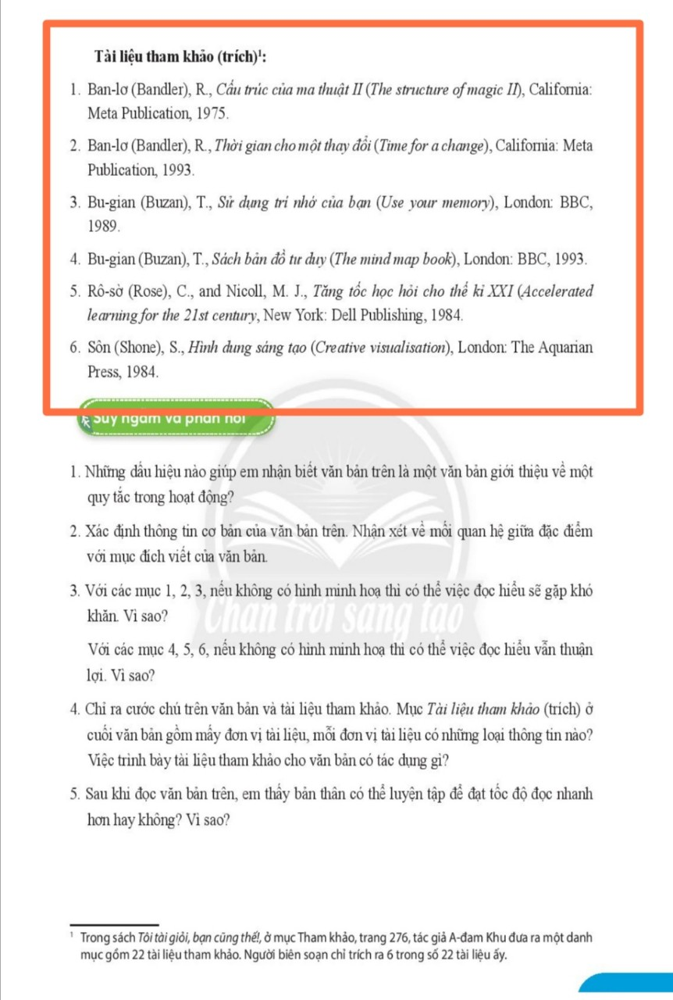 Tài liệu tham khảo (trích)¹:
1. Ban-lơ (Bandler), R., Cấu trúc của ma thuật II (The structure of magic II), California:
Meta Publication, 1975.
2. Ban-lơ (Bandler), R., Thời gian cho một thay đổi (Time for a change), California: Meta
Publication, 1993.
3. Bu-gian (Buzan), T., Sử dụng trí nhớ của bạn (Use your memory), London: BBC,
1989.
4. Bu-gian (Buzan), T., Sách bản đồ tư duy (The mind map book), London: BBC, 1993.
5. Rô-sờ (Rose), C., and Nicoll, M. J., Tăng tốc học hỏi cho thế kỉ XXI (Accelerated
learning for the 21st century, New York: Dell Publishing, 1984.
6. Sôn (Shone), S., Hình dung sáng tạo (Creative visualisation), London: The Aquarian
Press, 1984.
Suy ngẫm và phản hồi
1. Những dấu hiệu nào giúp em nhận biết văn bản trên là một văn bản giới thiệu về một
quy tắc trong hoạt động?
2. Xác định thông tin cơ bản của văn bản trên. Nhận xét về mối quan hệ giữa đặc điểm
với mục đích viết của văn bản.
3. Với các mục 1, 2, 3, nếu không có hình minh hoạ thì có thể việc đọc hiểu sẽ gặp khó
khăn. Vì sao?
Với các mục 4, 5, 6, nếu không có hình minh hoạ thì có thể việc đọc hiểu vẫn thuận
lợi. Vì sao?
4. Chỉ ra cước chú trên văn bản và tài liệu tham khảo. Mục Tài liệu tham khảo (trích) ở
cuối văn bản gồm mấy đơn vị tài liệu, mỗi đơn vị tài liệu có những loại thông tin nào?
Việc trình bày tài liệu tham khảo cho văn bản có tác dụng gì?
5. Sau khi đọc văn bản trên, em thấy bản thân có thể luyện tập để đạt tốc độ đọc nhanh
hơn hay không? Vì sao?
Chân trời sáng tạo
¹ Trong sách Tôi tài giỏi, bạn cũng thế!, ở mục Tham khảo, trang 276, tác giả A-đam Khu đưa ra một danh
mục gồm 22 tài liệu tham khảo. Người biên soạn chỉ trích ra 6 trong số 22 tài liệu ấy.